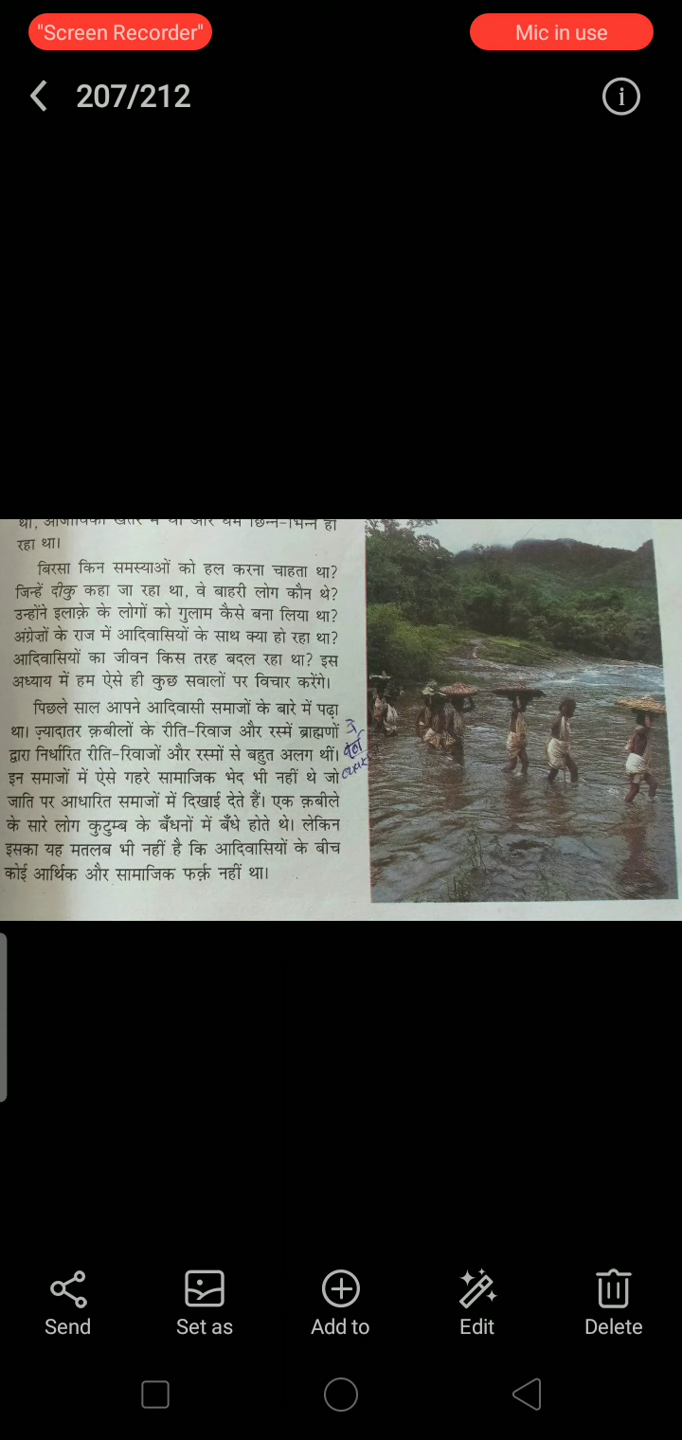 "Screen Recorder"
Mic in use
207/212
रहा था।
बिरसा किन समस्याओं को हल करना चाहता था?
जिन्हें दीकु कहा जा रहा था, वे बाहरी लोग कौन थे?
उन्होंने इलाक़े के लोगों को गुलाम कैसे बना लिया था?
अंग्रेजों के राज में आदिवासियों के साथ क्या हो रहा था?
आदिवासियों का जीवन किस तरह बदल रहा था? इस
अध्याय में हम ऐसे ही कुछ सवालों पर विचार करेंगे।
पिछले साल आपने आदिवासी समाजों के बारे में पढ़ा
था। ज़्यादातर क़बीलों के रीति-रिवाज और रस्में ब्राह्मणों
द्वारा निर्धारित रीति-रिवाजों और रस्मों से बहुत अलग थीं।
इन समाजों में ऐसे गहरे सामाजिक भेद भी नहीं थे जो
जाति पर आधारित समाजों में दिखाई देते हैं। एक क़बीले
के सारे लोग कुटुम्ब के बँधनों में बँधे होते थे। लेकिन
इसका यह मतलब भी नहीं है कि आदिवासियों के बीच
कोई आर्थिक और सामाजिक फर्क़ नहीं था।
Send
Set as
Add to
Edit
Delete